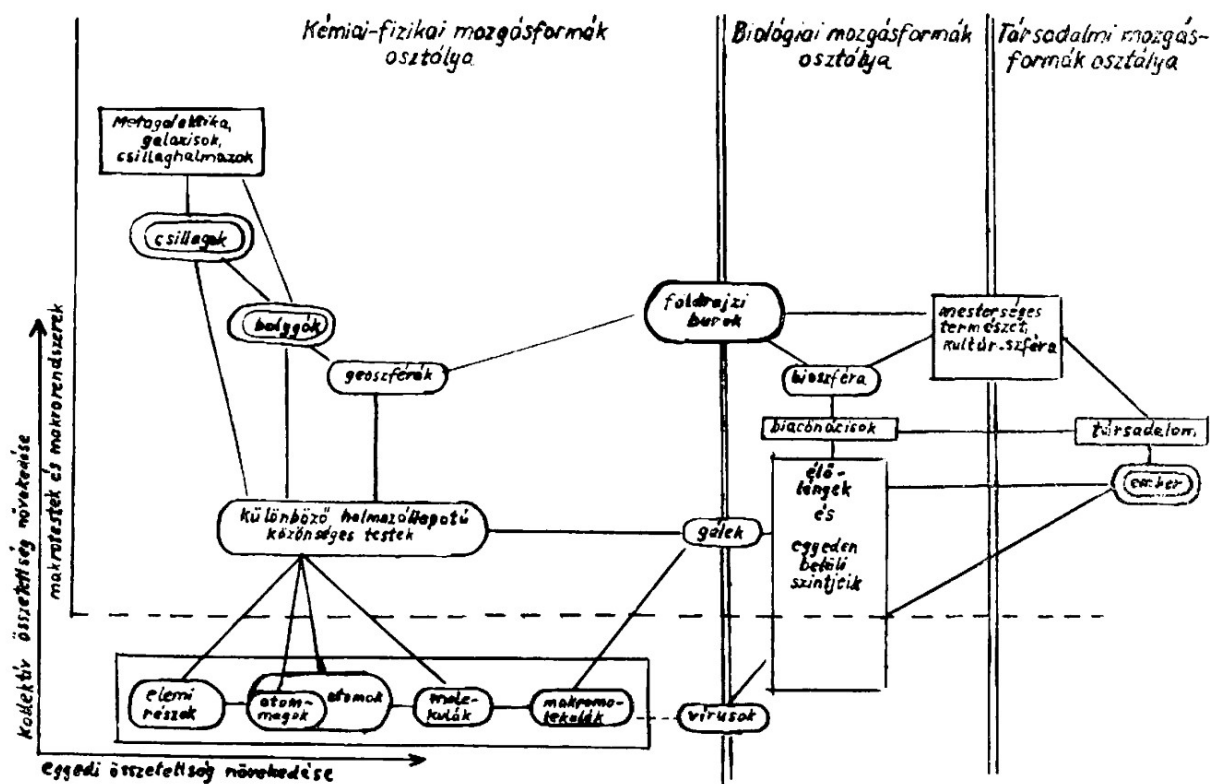 Kémiai-fizikai mozgásformák
osztálya
Biológiai mozgásformák
osztálya
Társadalmi mozgás-
formák osztálya
Metagalaktika,
galaxisok,
csillaghalmazok
csillagok
bolygók
geoszférák
földrajzi
burok
mesterséges
természet,
kultúr-szféra
bioszféra
biocönózisok
társadalom
ember
élő-
lények
és
egyeden
belüli
szintjeik
különböző halmazállapotú
közönséges testek
gélek
elemi
részek
atom-
magok
atomok
mole-
kulák
makromo-
lekulák
vírusok
Kollektív összetettség növekedése
makrotestek és makrorendszerek
eggedi összetettség növekedése